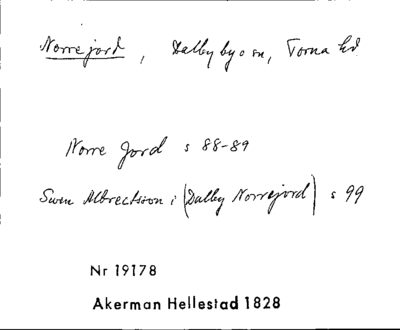 Norrejord, Dalby by o sn, Torna hd
Norre Jord s 88-89
Swen Albrectsson i (Dalby Norrejord) s 99
Nr 19178
Akerman Hellestad 1828